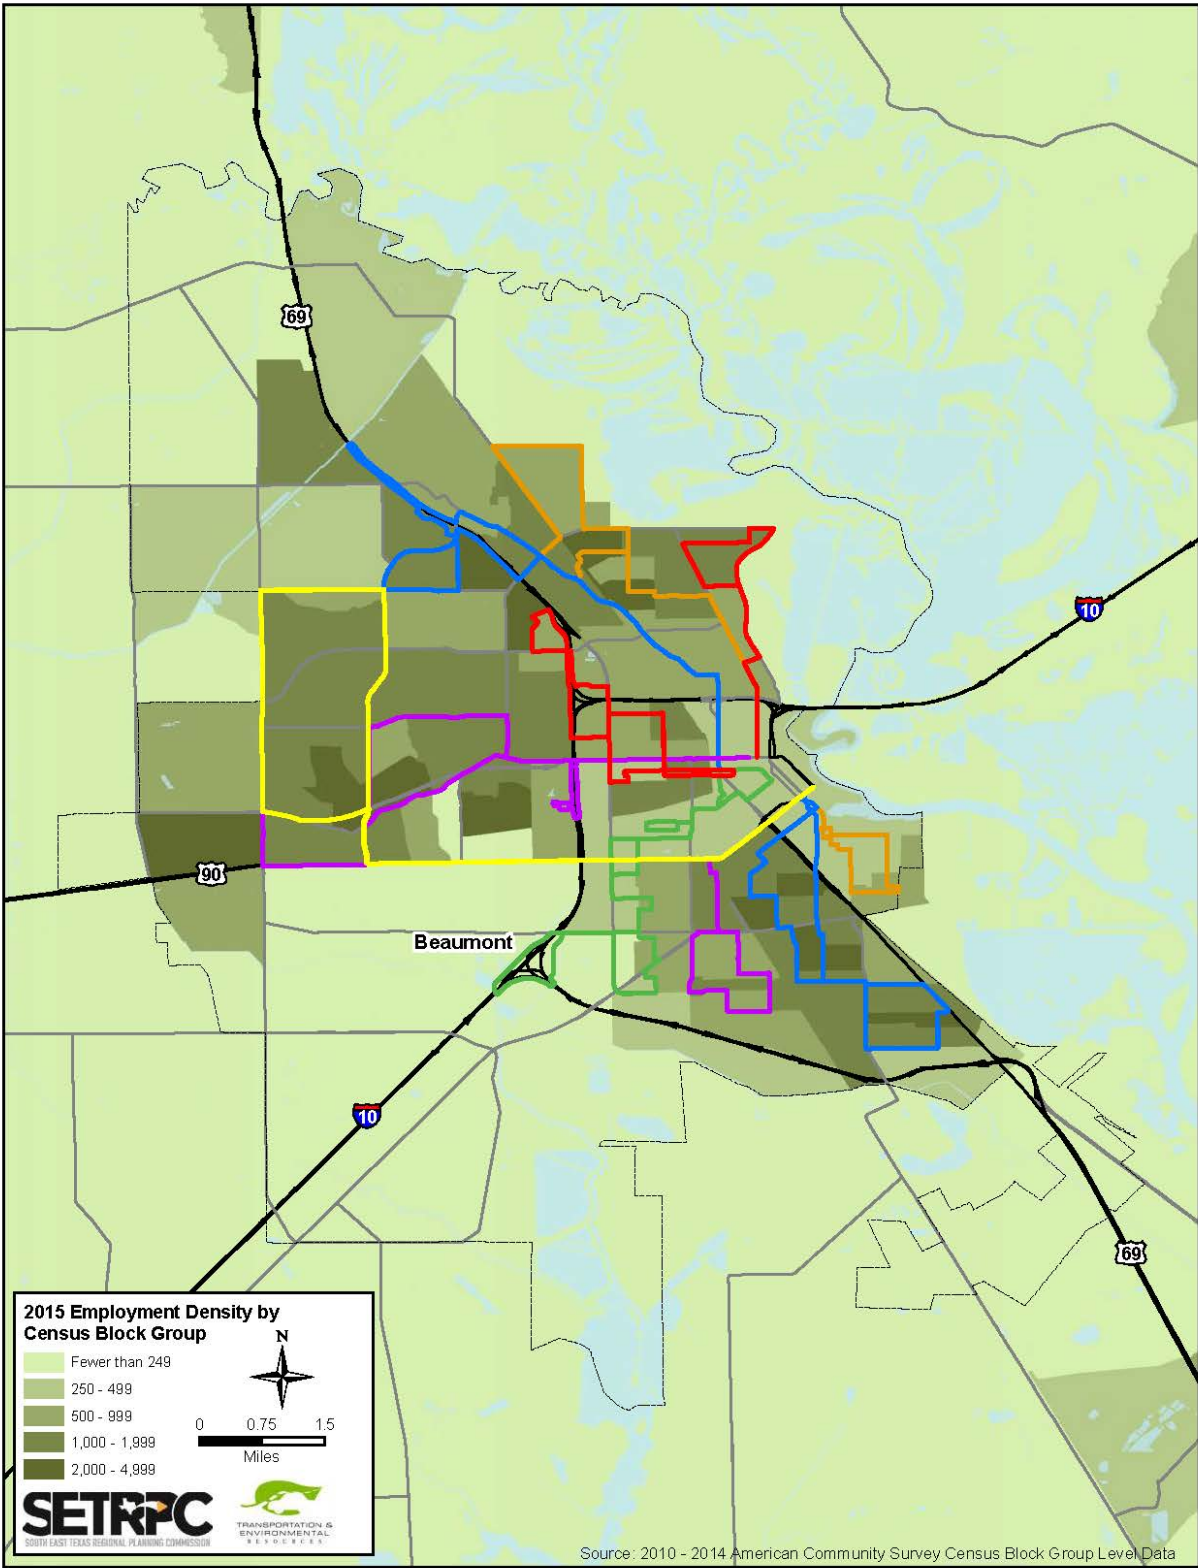 69
10
90
Beaumont
10
69
2015 Employment Density by
Census Block Group
N
Fewer than 249
250 - 499
500 - 999
1,000 - 1,999
2,000 - 4,999
0 0.75 1.5
Miles
SETRPC
SOUTH EAST TEXAS REGIONAL PLANNING COMMISSION
TRANSPORTATION &
ENVIRONMENTAL
RESOURCES
Source: 2010 - 2014 American Community Survey Census Block Group Level Data